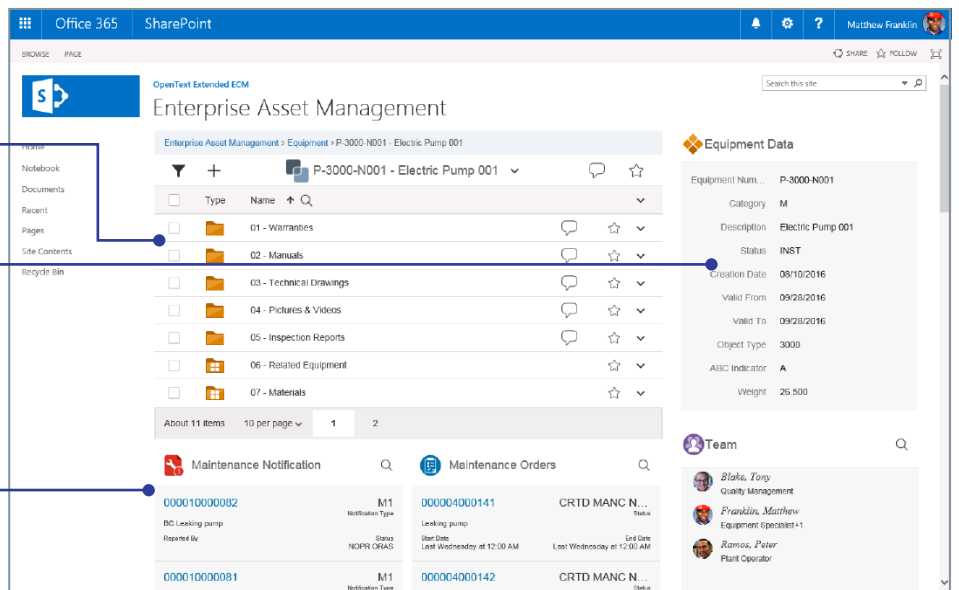 Office 365 SharePoint ? Matthew Franklin
BROWSE PAGE SHARE FOLLOW
S
OpenText Extended ECM
Search this site
Enterprise Asset Management
Home
Notebook
Documents
Recent
Pages
Site Contents
Recycle Bin
Enterprise Asset Management > Equipment > P-3000-N001 - Electric Pump 001
P-3000-N001 - Electric Pump 001
Type Name
01 - Warranties
02 - Manuals
03 - Technical Drawings
04 - Pictures & Videos
05 - Inspection Reports
06 - Related Equipment
07 - Materials
About 11 items 10 per page 1 2
Equipment Data
Equipment Num... P-3000-N001
Category M
Description Electric Pump 001
Status INST
Creation Date 08/10/2016
Valid From 09/28/2016
Valid To 09/28/2016
Object Type 3000
ABC Indicator A
Weight 26.500
Maintenance Notification
000010000082 M1
Notification Type
BC Leaking pump
Reported By Status
NOPR ORAS
000010000081 M1
Notification Type
Maintenance Orders
000004000141 CRTD MANC N...
Status
Leaking pump
Start Date End Date
Last Wednesday at 12:00 AM Last Wednesday at 12:00 AM
000004000142 CRTD MANC N...
Status
Team
Blake, Tony
Quality Management
Franklin, Matthew
Equipment Specialist+1
Ramos, Peter
Plant Operator